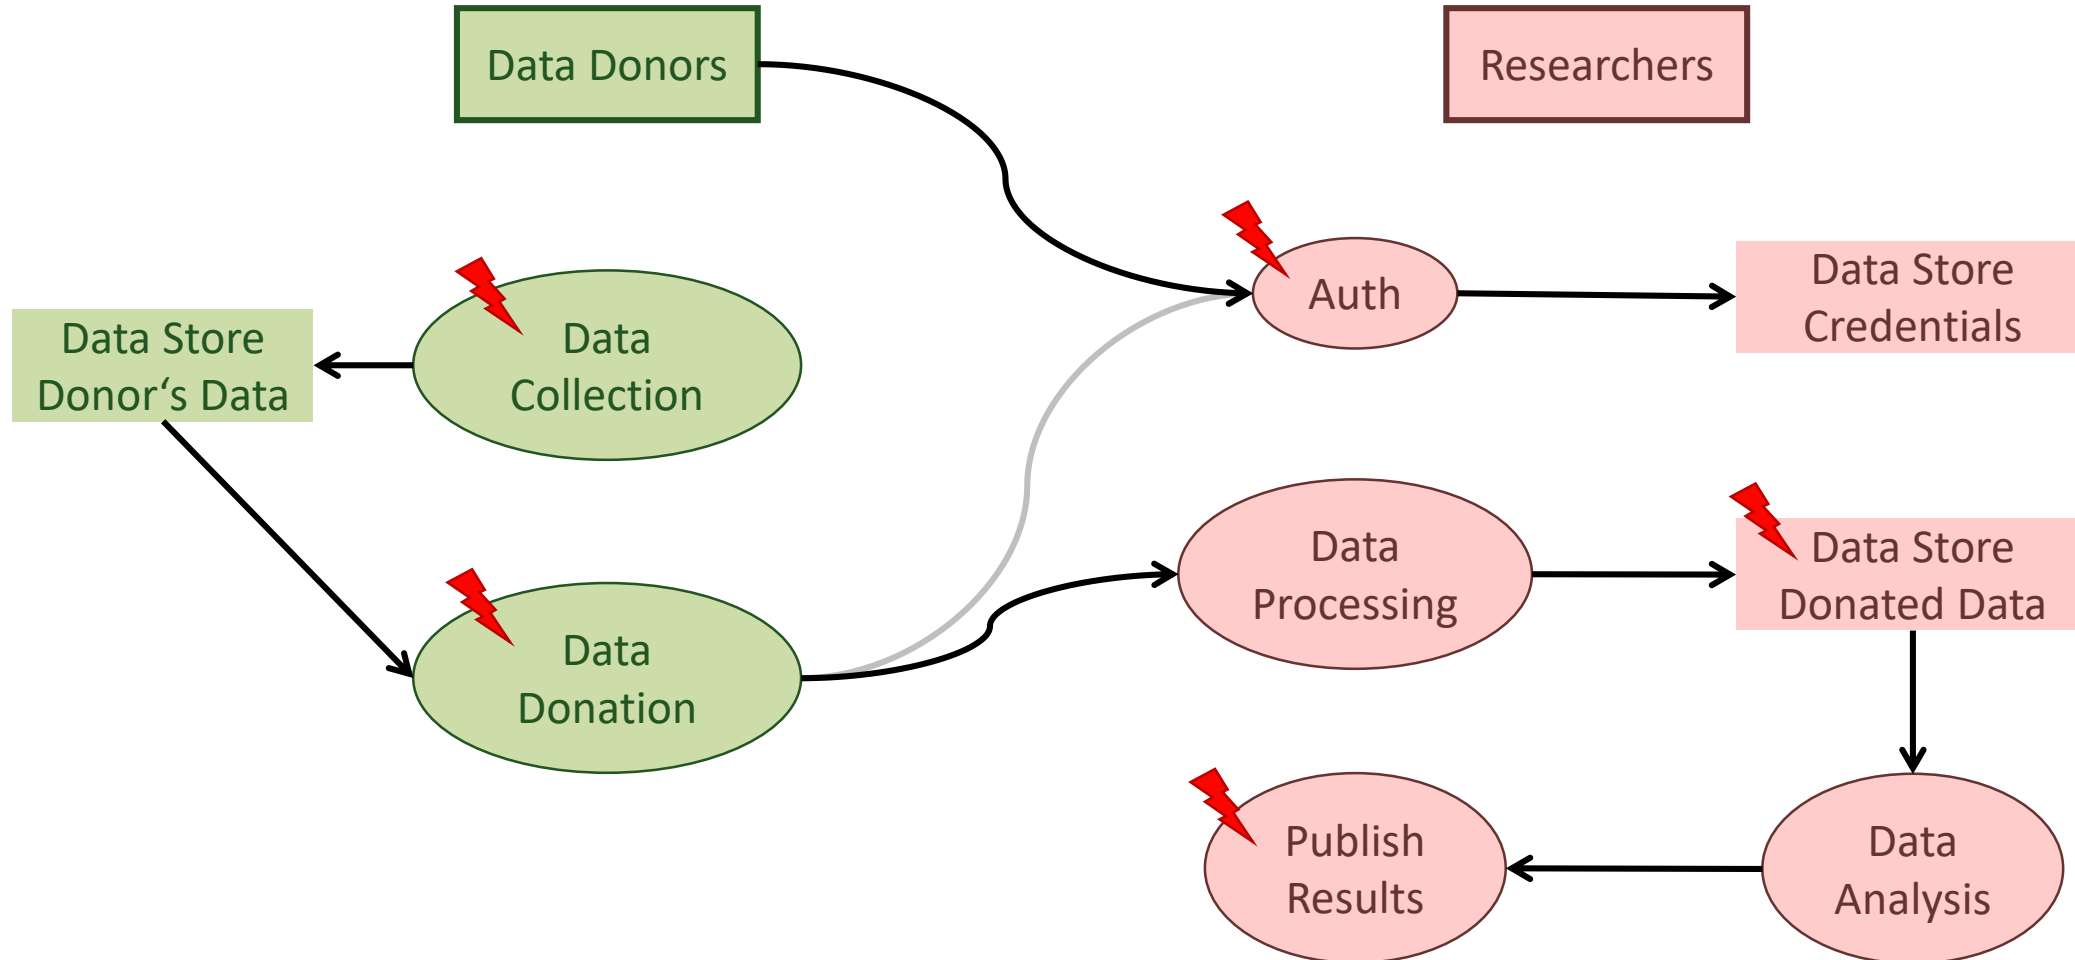 Data Donors
Researchers
Auth
Data Store
Credentials
Data
Collection
Data Store
Donor‘s Data
Data
Processing
Data Store
Donated Data
Data
Donation
Publish
Results
Data
Analysis